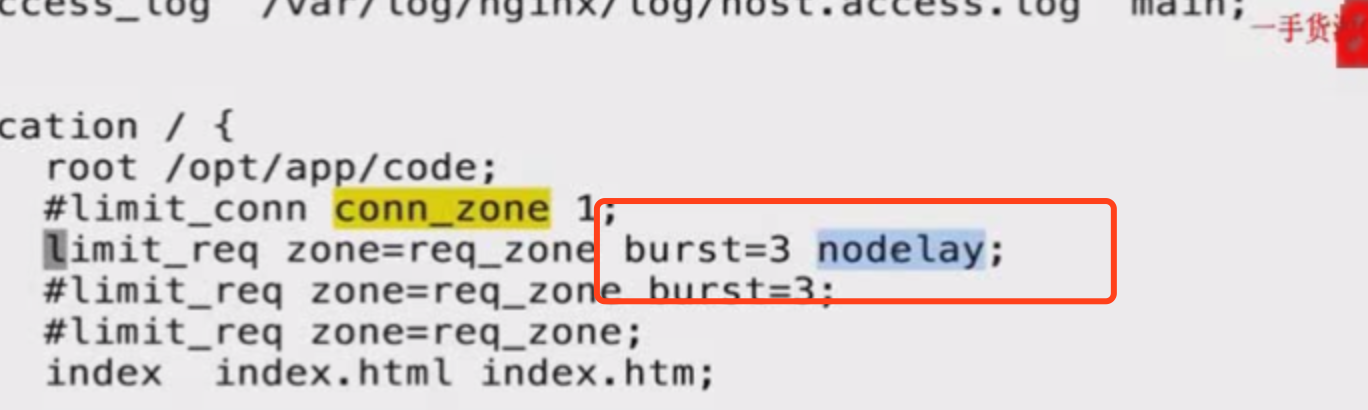 ccess_log /var/log/nginx/log/host.access.log main;
一手货
cation / {
root /opt/app/code;
#limit_conn conn_zone 1;
limit_req zone=req_zone burst=3 nodelay;
#limit_req zone=req_zone burst=3;
#limit_req zone=req_zone;
index index.html index.htm;